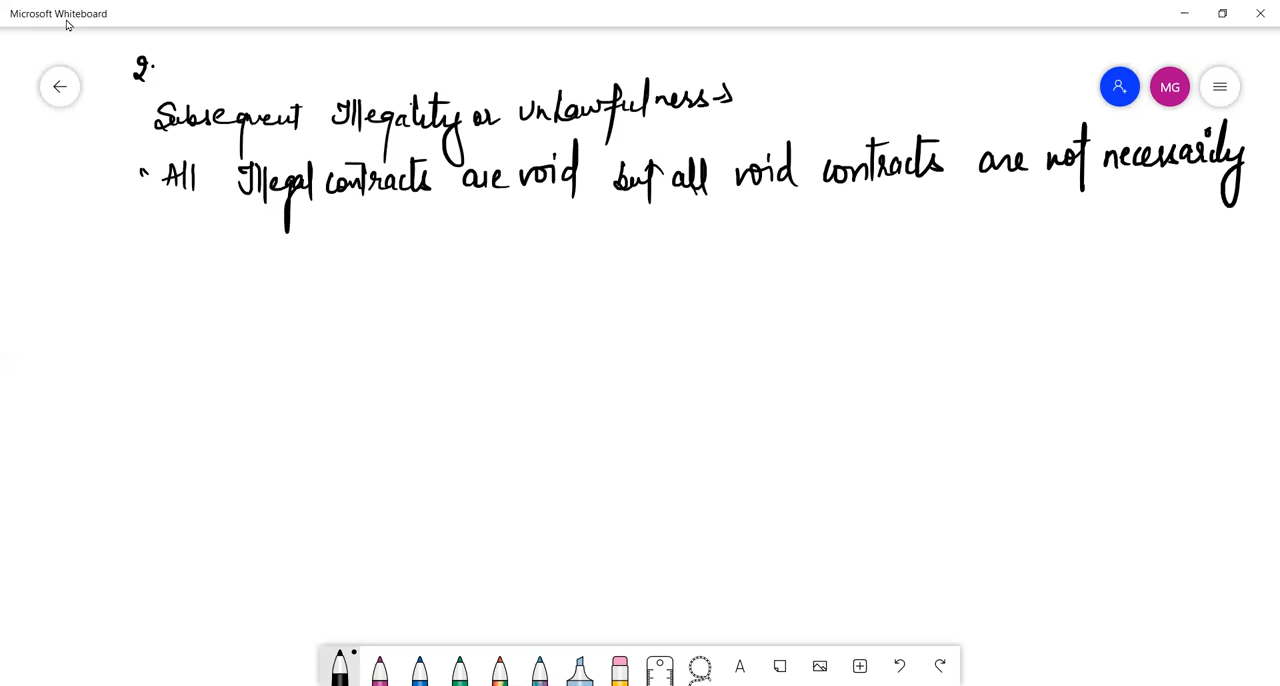 Microsoft Whiteboard
2.
MG
Subsequent Illegality or unlawfulness →
" All Illegal contracts are void but all void contracts are not necessarily
A